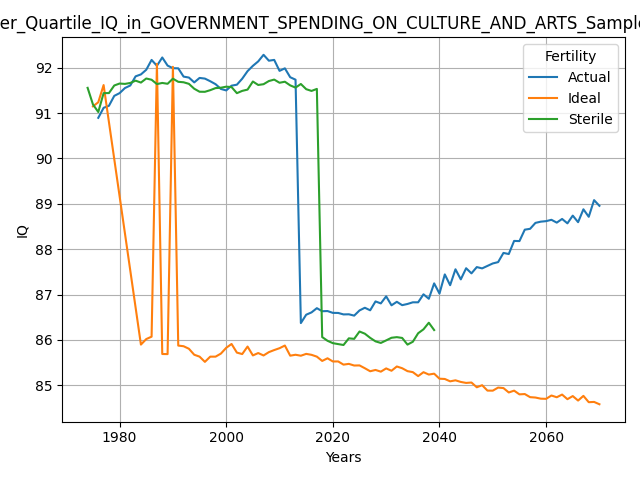 er_Quartile_IQ_in_GOVERNMENT_SPENDING_ON_CULTURE_AND_ARTS_Sample
Fertility
Actual
Ideal
Sterile
IQ
92
91
90
89
88
87
86
85
1980
2000
2020
2040
2060
Years